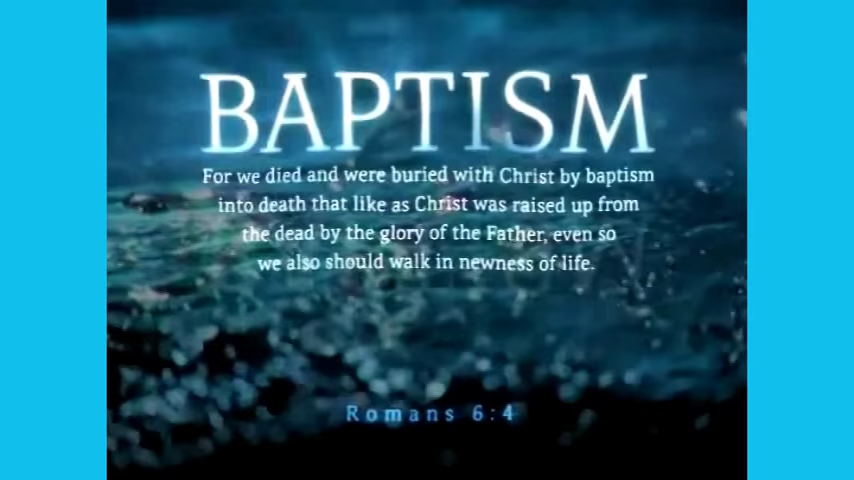 BAPTISM
For we died and were buried with Christ by baptism
into death that like as Christ was raised up from
the dead by the glory of the Father, even so
we also should walk in newness of life.
Romans 6:4